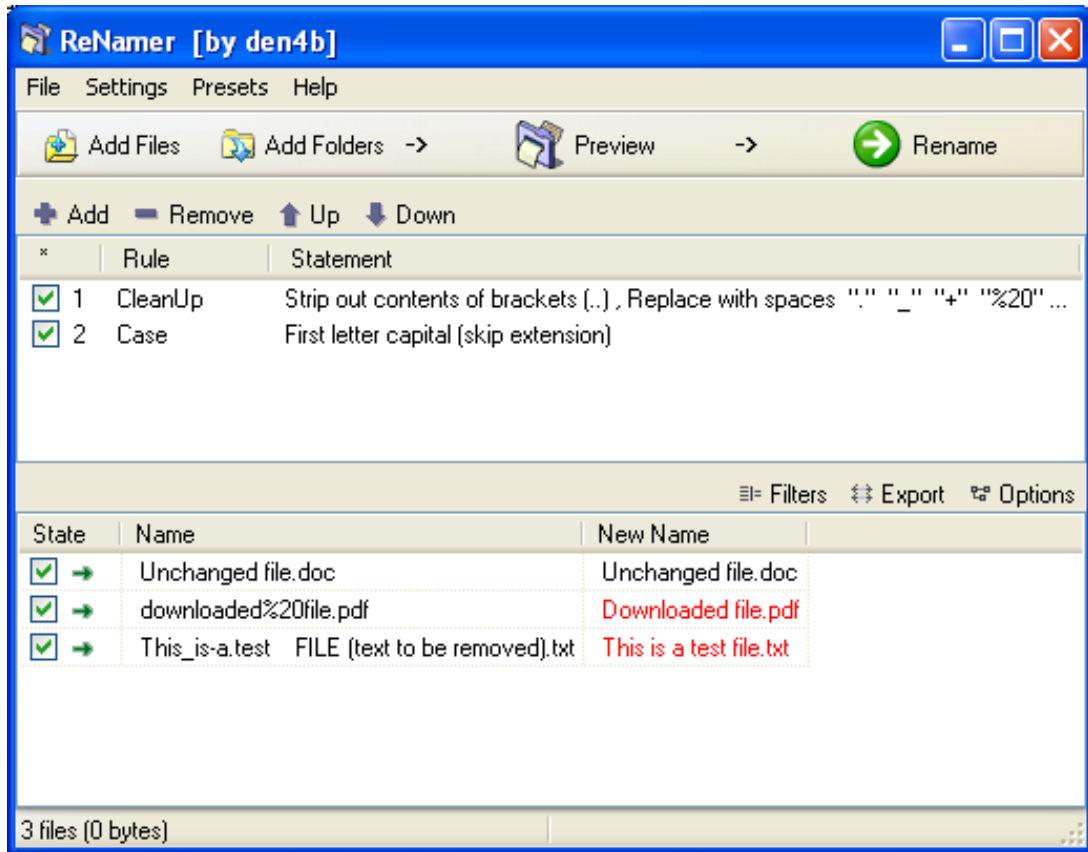 ReNamer [by den4b]
File Settings Presets Help
Add Files Add Folders -> Preview -> Rename
Add Remove Up Down
* Rule Statement
1 CleanUp Strip out contents of brackets (..) , Replace with spaces "." "_" "+" "%20" ...
2 Case First letter capital (skip extension)
Filters Export Options
State Name New Name
Unchanged file.doc Unchanged file.doc
downloaded%20file.pdf Downloaded file.pdf
This_is-a.test    FILE (text to be removed).txt This is a test file.txt
3 files (0 bytes)